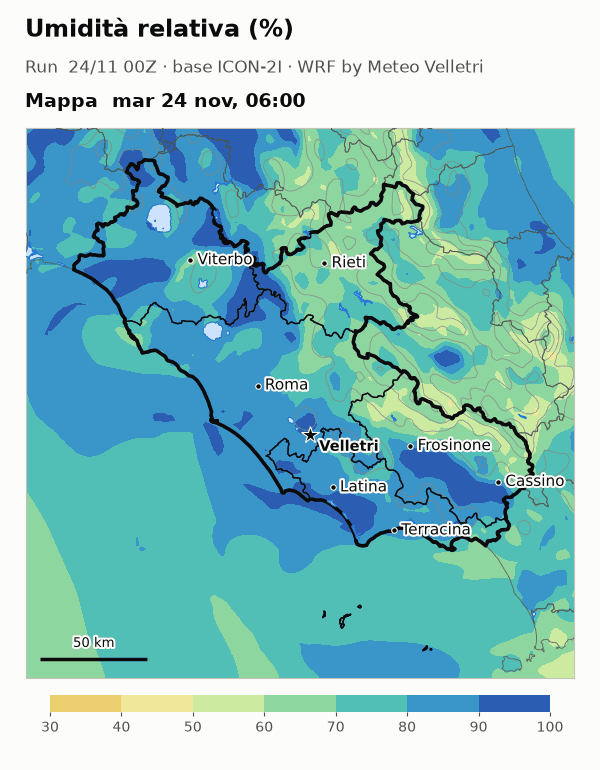 Umidità relativa (%)
Run  24/11 00Z · base ICON-2I · WRF by Meteo Velletri
Mappa  mar 24 nov, 06:00
Viterbo
Rieti
Roma
Velletri
Frosinone
Cassino
Latina
Terracina
50 km
30 40 50 60 70 80 90 100